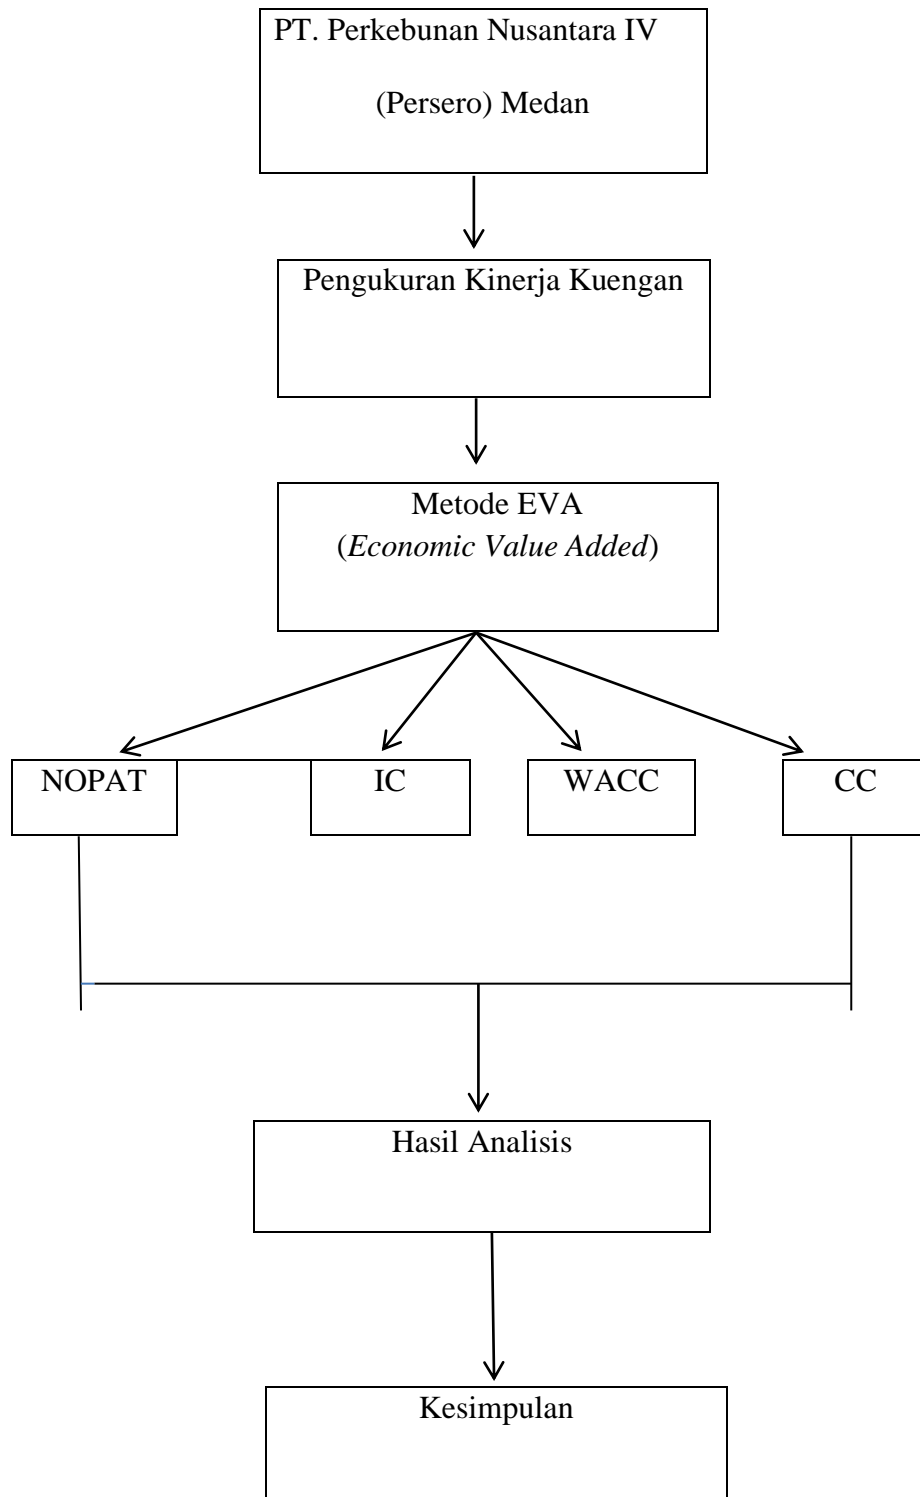 PT. Perkebunan Nusantara IV
(Persero) Medan
Pengukuran Kinerja Kuengan
Metode EVA
(Economic Value Added)
NOPAT
IC
WACC
CC
Hasil Analisis
Kesimpulan